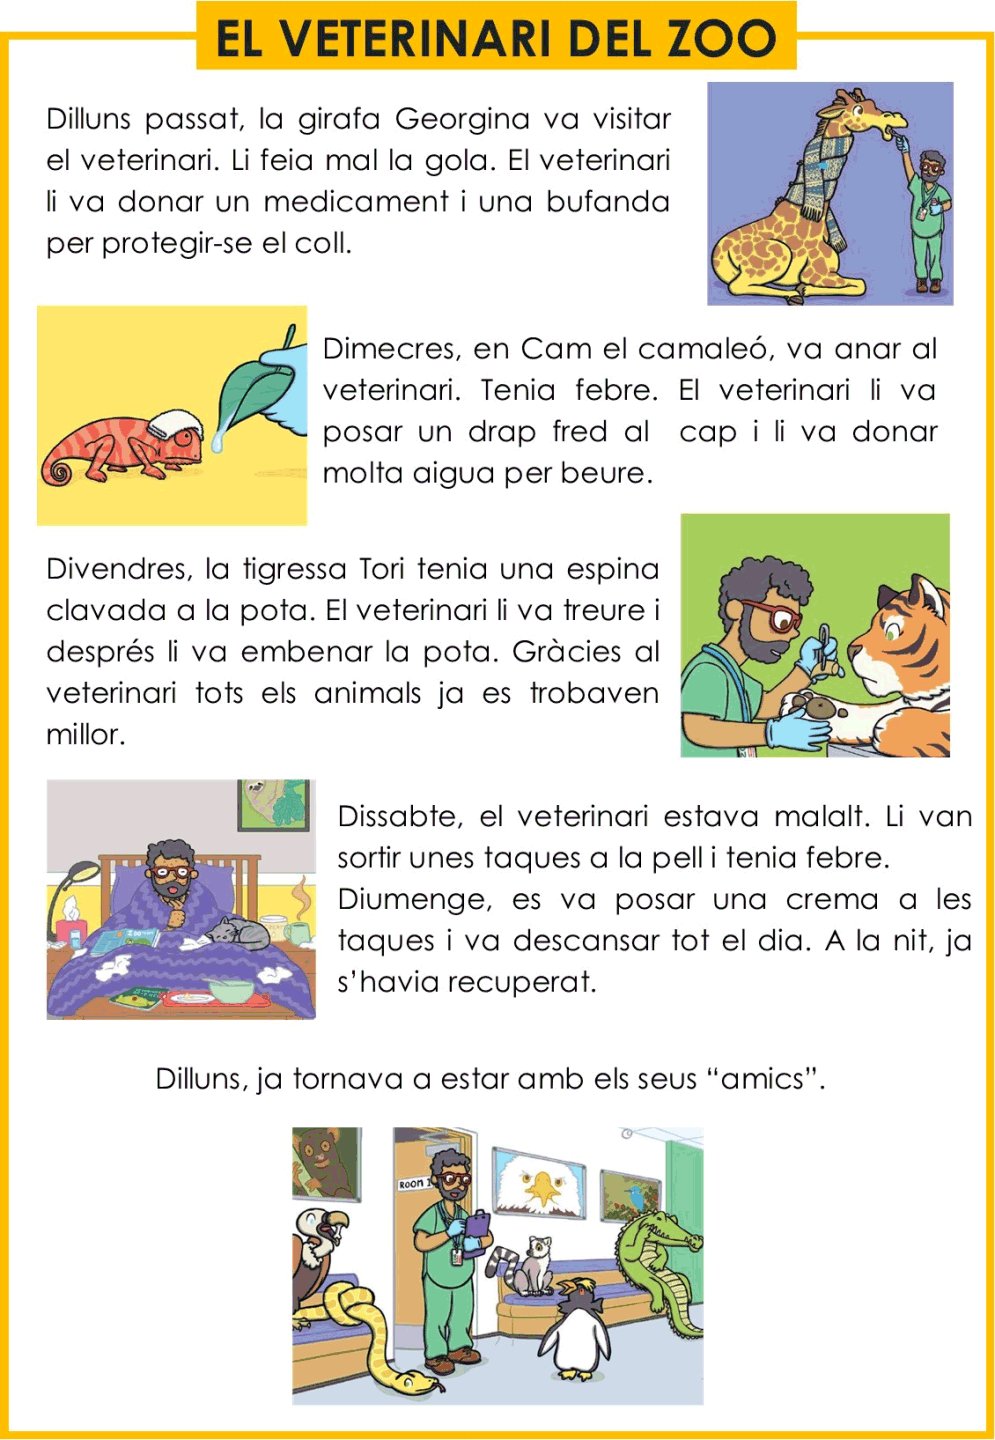 EL VETERINARI DEL ZOO
Dilluns passat, la girafa Georgina va visitar
el veterinari. Li feia mal la gola. El veterinari
li va donar un medicament i una bufanda
per protegir-se el coll.
Dimecres, en Cam el camaleó, va anar al
veterinari. Tenia febre. El veterinari li va
posar un drap fred al cap i li va donar
molta aigua per beure.
Divendres, la tigressa Tori tenia una espina
clavada a la pota. El veterinari li va treure i
després li va embenar la pota. Gràcies al
veterinari tots els animals ja es trobaven
millor.
Dissabte, el veterinari estava malalt. Li van
sortir unes taques a la pell i tenia febre.
Diumenge, es va posar una crema a les
taques i va descansar tot el dia. A la nit, ja
s’havia recuperat.
Dilluns, ja tornava a estar amb els seus “amics”.
ROOM 1